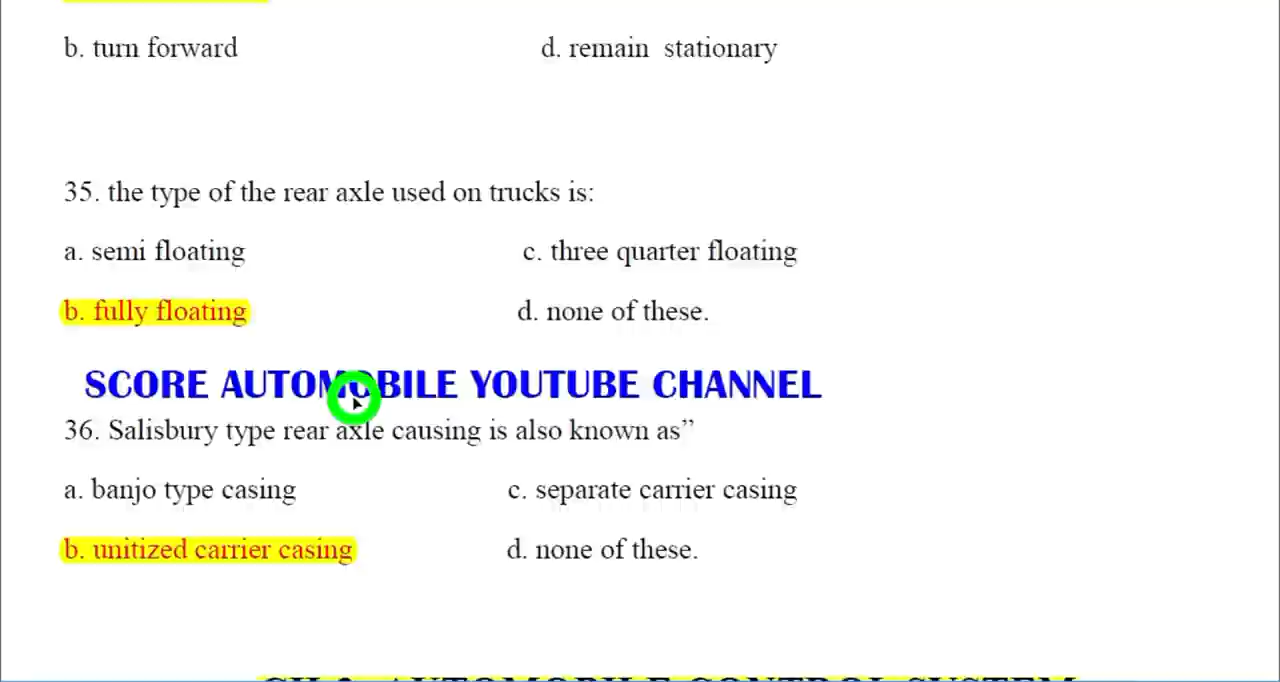 b. turn forward d. remain stationary
35. the type of the rear axle used on trucks is:
a. semi floating c. three quarter floating
b. fully floating d. none of these.
SCORE AUTOMOBILE YOUTUBE CHANNEL
36. Salisbury type rear axle causing is also known as”
a. banjo type casing c. separate carrier casing
b. unitized carrier casing d. none of these.